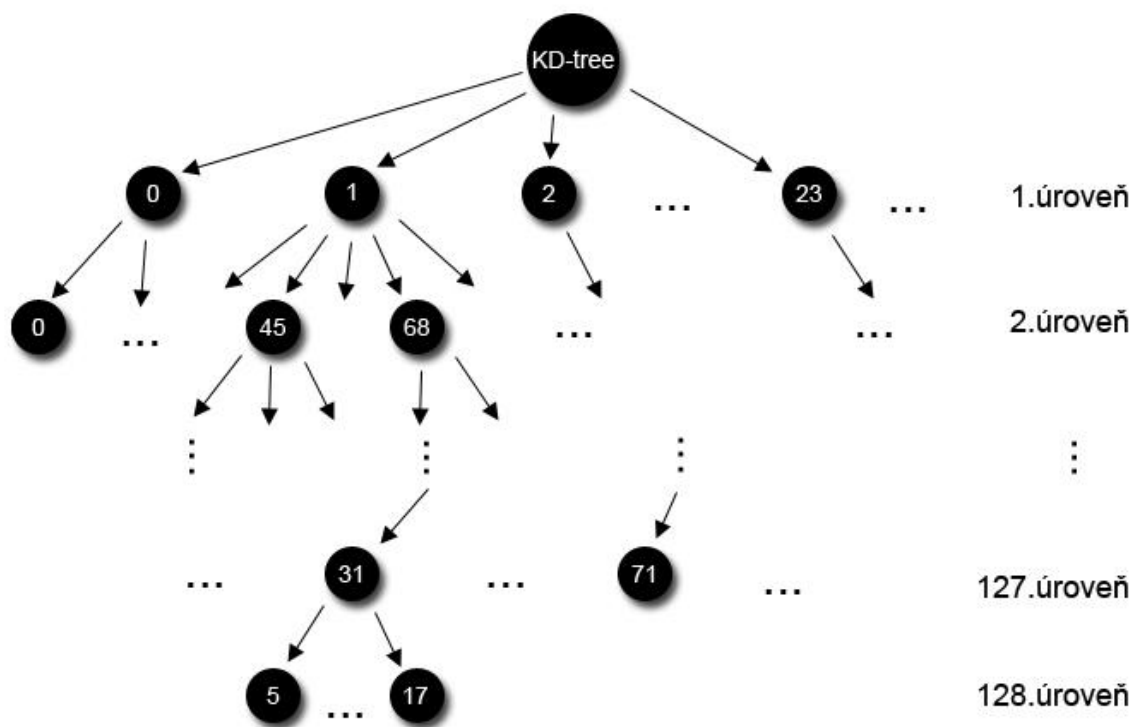 KD-tree
0 1 2 ... 23 ... 1.úroveň
0 ... 45 68 ... ... 2.úroveň
⋮ ⋮ ⋮ ⋮
... 31 ... 71 ... 127.úroveň
5 ... 17 128.úroveň